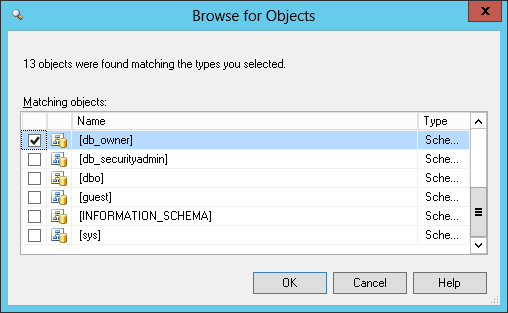 Browse for Objects
x
13 objects were found matching the types you selected.
Matching objects:
Name Type
[db_owner] Sche...
[db_securityadmin] Sche...
[dbo] Sche...
[guest] Sche...
[INFORMATION_SCHEMA] Sche...
[sys] Sche...
OK Cancel Help